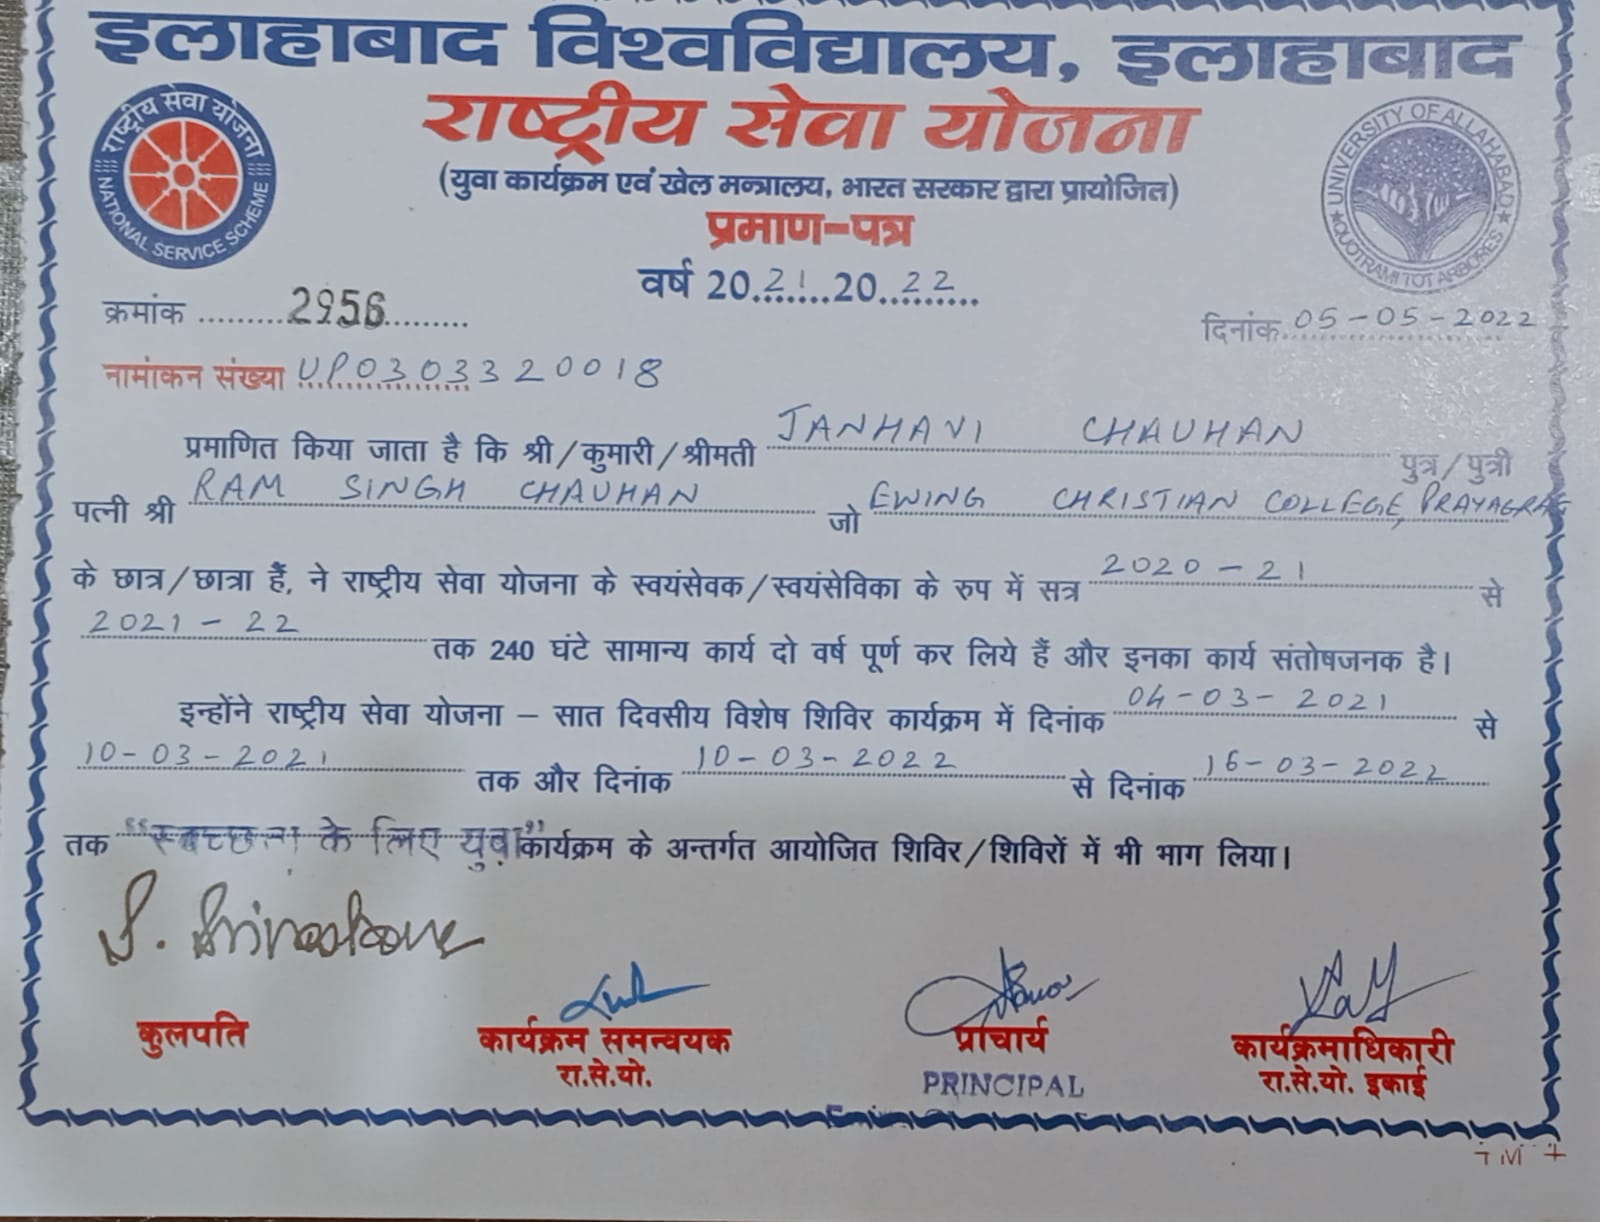 इलाहाबाद विश्वविद्यालय, इलाहाबाद
राष्ट्रीय सेवा योजना
राष्ट्रीय सेवा योजना
NATIONAL SERVICE SCHEME
UNIVERSITY OF ALLAHABAD
QUOT RAMI TOT ARBORES
(युवा कार्यक्रम एवं खेल मन्त्रालय, भारत सरकार द्वारा प्रायोजित)
प्रमाण-पत्र
वर्ष 20 21 20 22
क्रमांक 2956
दिनांक 05-05-2022
नामांकन संख्या UP0303320018
प्रमाणित किया जाता है कि श्री/कुमारी/श्रीमती JANHAVI CHAUHAN पुत्र/पुत्री
पत्नी श्री RAM SINGH CHAUHAN जो EWING CHRISTIAN COLLEGE, PRAYAGRAJ
के छात्र/छात्रा हैं, ने राष्ट्रीय सेवा योजना के स्वयंसेवक/स्वयंसेविका के रुप में सत्र 2020-21 से
2021-22 तक 240 घंटे सामान्य कार्य दो वर्ष पूर्ण कर लिये हैं और इनका कार्य संतोषजनक है।
इन्होंने राष्ट्रीय सेवा योजना – सात दिवसीय विशेष शिविर कार्यक्रम में दिनांक 04-03-2021 से
10-03-2021 तक और दिनांक 10-03-2022 से दिनांक 16-03-2022
तक "स्वच्छता के लिए युवा" कार्यक्रम के अन्तर्गत आयोजित शिविर/शिविरों में भी भाग लिया।
कुलपति
कार्यक्रम समन्वयक
रा.से.यो.
प्राचार्य
PRINCIPAL
कार्यक्रमाधिकारी
रा.से.यो. इकाई